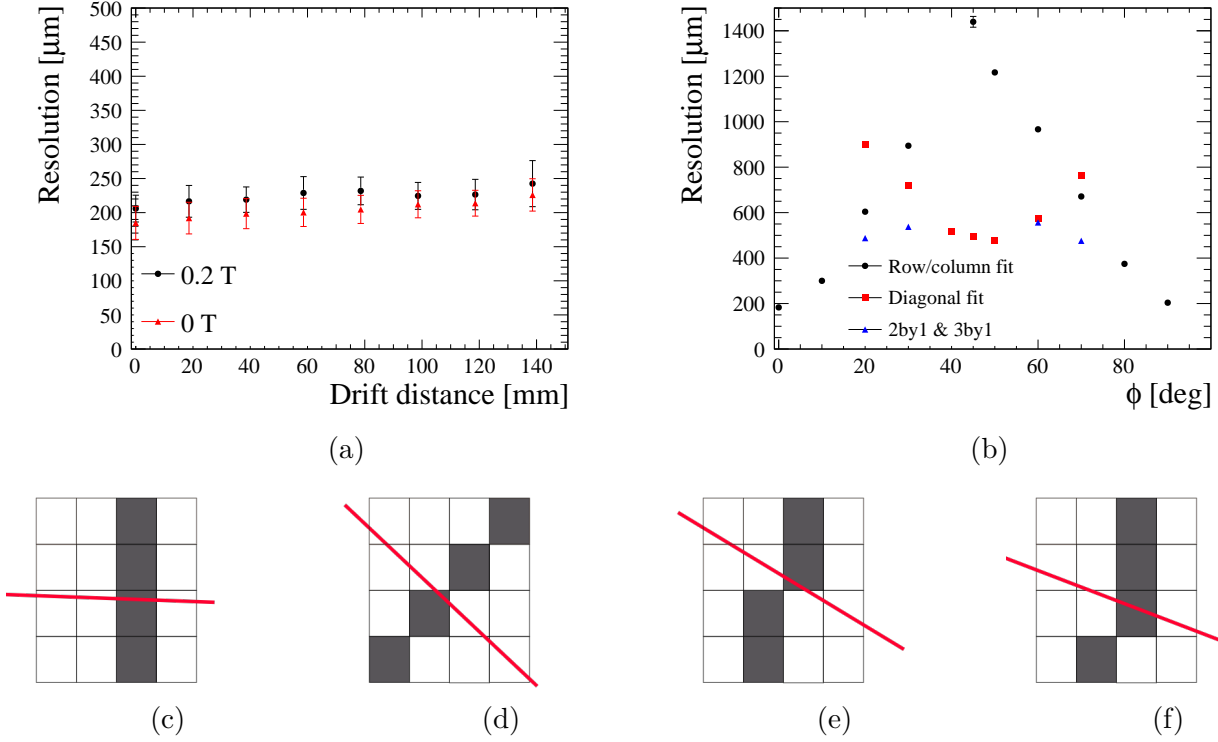 Resolution [μm]
500
450
400
350
300
250
200
150
100
50
0
0.2 T
0 T
0 20 40 60 80 100 120 140
Drift distance [mm]
(a)
Resolution [μm]
1400
1200
1000
800
600
400
200
0
Row/column fit
Diagonal fit
2by1 & 3by1
0 20 40 60 80
ϕ [deg]
(b)
(c)
(d)
(e)
(f)